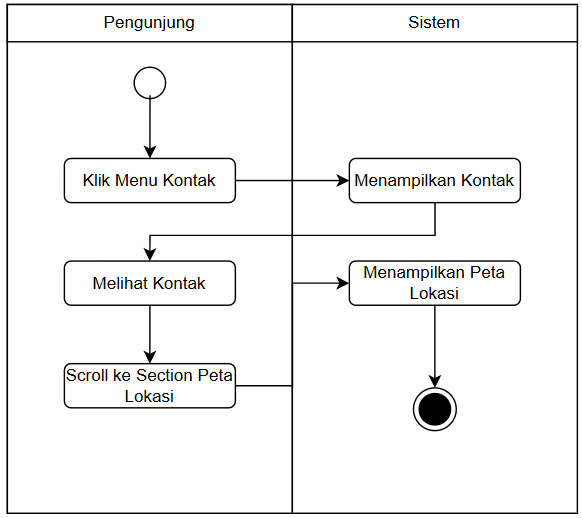 Pengunjung
Sistem
Klik Menu Kontak
Menampilkan Kontak
Melihat Kontak
Menampilkan Peta
Lokasi
Scroll ke Section Peta
Lokasi